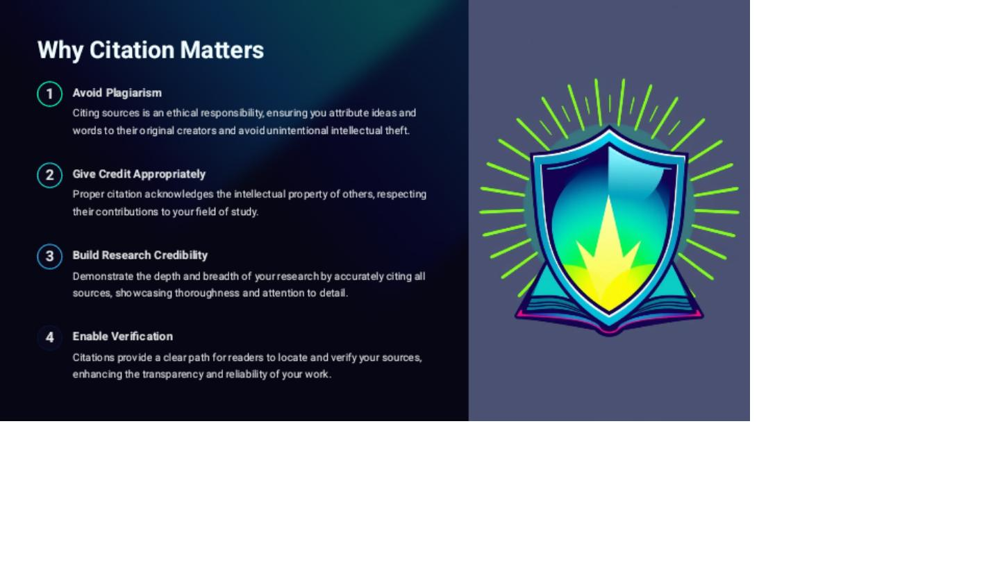 Why Citation Matters
1
Avoid Plagiarism
Citing sources is an ethical responsibility, ensuring you attribute ideas and
words to their original creators and avoid unintentional intellectual theft.
2
Give Credit Appropriately
Proper citation acknowledges the intellectual property of others, respecting
their contributions to your field of study.
3
Build Research Credibility
Demonstrate the depth and breadth of your research by accurately citing all
sources, showcasing thoroughness and attention to detail.
4
Enable Verification
Citations provide a clear path for readers to locate and verify your sources,
enhancing the transparency and reliability of your work.